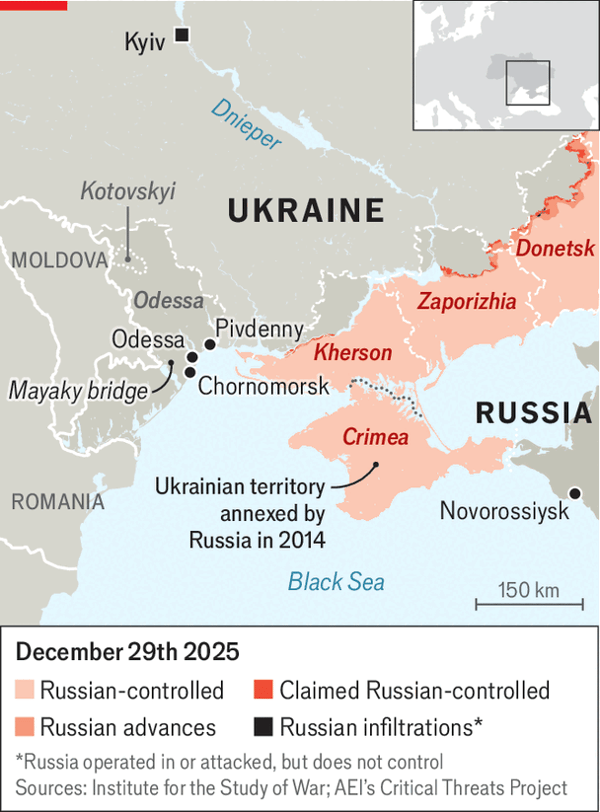 Kyiv
Dnieper
Kotovskyi
UKRAINE
MOLDOVA
Donetsk
Odessa
Zaporizhia
Pivdenny
Odessa
Kherson
Mayaky bridge
Chornomorsk
RUSSIA
Crimea
Ukrainian territory
annexed by
Russia in 2014
ROMANIA
Novorossiysk
Black Sea
150 km
December 29th 2025
Russian-controlled
Claimed Russian-controlled
Russian advances
Russian infiltrations*
*Russia operated in or attacked, but does not control
Sources: Institute for the Study of War; AEI’s Critical Threats Project